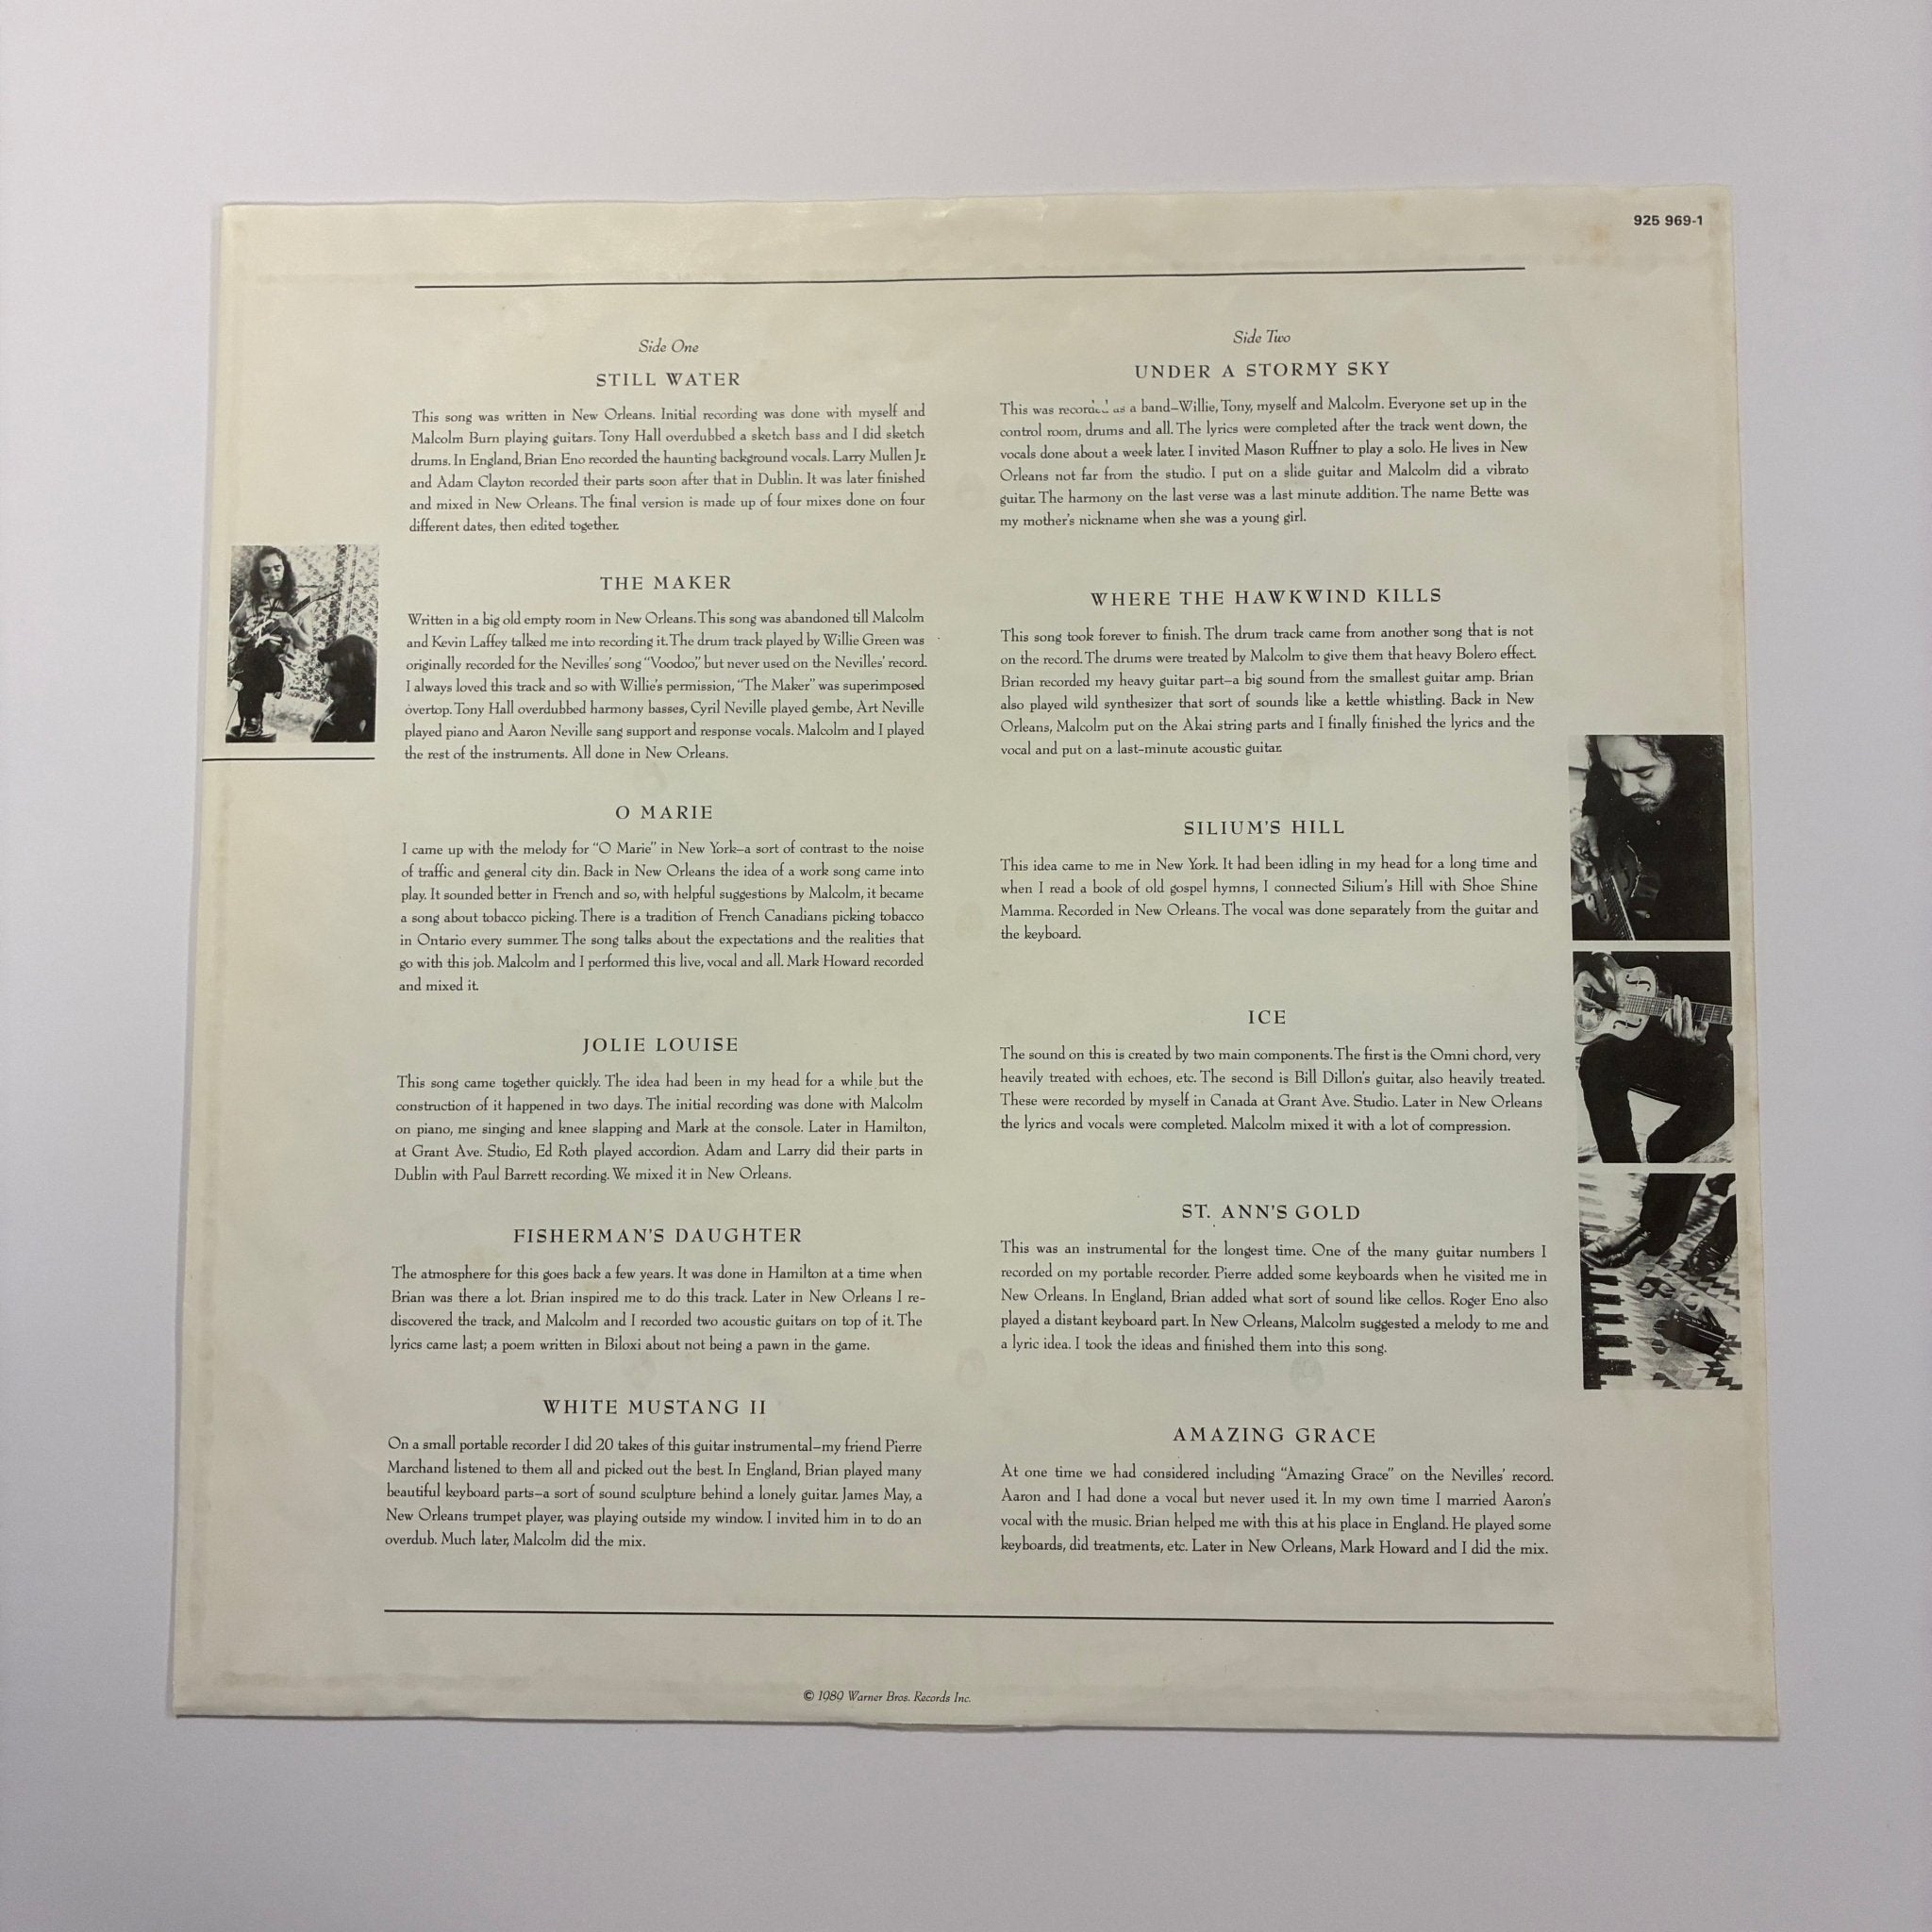 925 969-1
Side One
STILL WATER
This song was written in New Orleans. Initial recording was done with myself and
Malcolm Burn playing guitars. Tony Hall overdubbed a sketch bass and I did sketch
drums. In England, Brian Eno recorded the haunting background vocals. Larry Mullen Jr.
and Adam Clayton recorded their parts soon after that in Dublin. It was later finished
and mixed in New Orleans. The final version is made up of four mixes done on four
different dates, then edited together.
THE MAKER
Written in a big old empty room in New Orleans. This song was abandoned till Malcolm
and Kevin Laffey talked me into recording it. The drum track played by Willie Green was
originally recorded for the Nevilles' song “Voodoo,” but never used on the Nevilles' record.
I always loved this track and so with Willie's permission, “The Maker” was superimposed
overtop. Tony Hall overdubbed harmony basses, Cyril Neville played gembe, Art Neville
played piano and Aaron Neville sang support and response vocals. Malcolm and I played
the rest of the instruments. All done in New Orleans.
O MARIE
I came up with the melody for “O Marie” in New York–a sort of contrast to the noise
of traffic and general city din. Back in New Orleans the idea of a work song came into
play. It sounded better in French and so, with helpful suggestions by Malcolm, it became
a song about tobacco picking. There is a tradition of French Canadians picking tobacco
in Ontario every summer. The song talks about the expectations and the realities that
go with this job. Malcolm and I performed this live, vocal and all. Mark Howard recorded
and mixed it.
JOLIE LOUISE
This song came together quickly. The idea had been in my head for a while but the
construction of it happened in two days. The initial recording was done with Malcolm
on piano, me singing and knee slapping and Mark at the console. Later in Hamilton,
at Grant Ave. Studio, Ed Roth played accordion. Adam and Larry did their parts in
Dublin with Paul Barrett recording. We mixed it in New Orleans.
FISHERMAN'S DAUGHTER
The atmosphere for this goes back a few years. It was done in Hamilton at a time when
Brian was there a lot. Brian inspired me to do this track. Later in New Orleans I re-
discovered the track, and Malcolm and I recorded two acoustic guitars on top of it. The
lyrics came last; a poem written in Biloxi about not being a pawn in the game.
WHITE MUSTANG II
On a small portable recorder I did 20 takes of this guitar instrumental–my friend Pierre
Marchand listened to them all and picked out the best. In England, Brian played many
beautiful keyboard parts–a sort of sound sculpture behind a lonely guitar. James May, a
New Orleans trumpet player, was playing outside my window. I invited him in to do an
overdub. Much later, Malcolm did the mix.
Side Two
UNDER A STORMY SKY
This was recorded as a band–Willie, Tony, myself and Malcolm. Everyone set up in the
control room, drums and all. The lyrics were completed after the track went down, the
vocals done about a week later. I invited Mason Ruffner to play a solo. He lives in New
Orleans not far from the studio. I put on a slide guitar and Malcolm did a vibrato
guitar. The harmony on the last verse was a last minute addition. The name Bette was
my mother's nickname when she was a young girl.
WHERE THE HAWKWIND KILLS
This song took forever to finish. The drum track came from another song that is not
on the record. The drums were treated by Malcolm to give them that heavy Bolero effect.
Brian recorded my heavy guitar part–a big sound from the smallest guitar amp. Brian
also played wild synthesizer that sort of sounds like a kettle whistling. Back in New
Orleans, Malcolm put on the Akai string parts and I finally finished the lyrics and the
vocal and put on a last-minute acoustic guitar.
SILIUM'S HILL
This idea came to me in New York. It had been idling in my head for a long time and
when I read a book of old gospel hymns, I connected Silium's Hill with Shoe Shine
Mamma. Recorded in New Orleans. The vocal was done separately from the guitar and
the keyboard.
ICE
The sound on this is created by two main components. The first is the Omni chord, very
heavily treated with echoes, etc. The second is Bill Dillon's guitar, also heavily treated.
These were recorded by myself in Canada at Grant Ave. Studio. Later in New Orleans
the lyrics and vocals were completed. Malcolm mixed it with a lot of compression.
ST. ANN'S GOLD
This was an instrumental for the longest time. One of the many guitar numbers I
recorded on my portable recorder. Pierre added some keyboards when he visited me in
New Orleans. In England, Brian added what sort of sound like cellos. Roger Eno also
played a distant keyboard part. In New Orleans, Malcolm suggested a melody to me and
a lyric idea. I took the ideas and finished them into this song.
AMAZING GRACE
At one time we had considered including “Amazing Grace” on the Nevilles' record.
Aaron and I had done a vocal but never used it. In my own time I married Aaron's
vocal with the music. Brian helped me with this at his place in England. He played some
keyboards, did treatments, etc. Later in New Orleans, Mark Howard and I did the mix.
© 1989 Warner Bros. Records Inc.